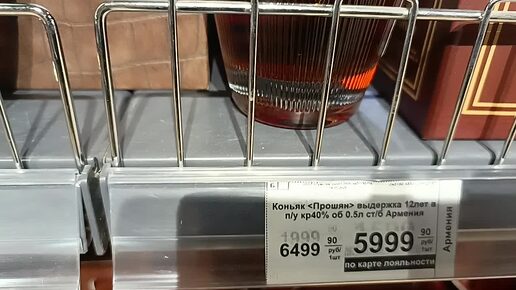 Коньяк <Прошян> выдержка 12лет в
п/у кр40% об 0.5л ст/б Армения
6499 90 руб/ 1шт
5999 90 руб/ 1шт
по карте лояльности
Армения